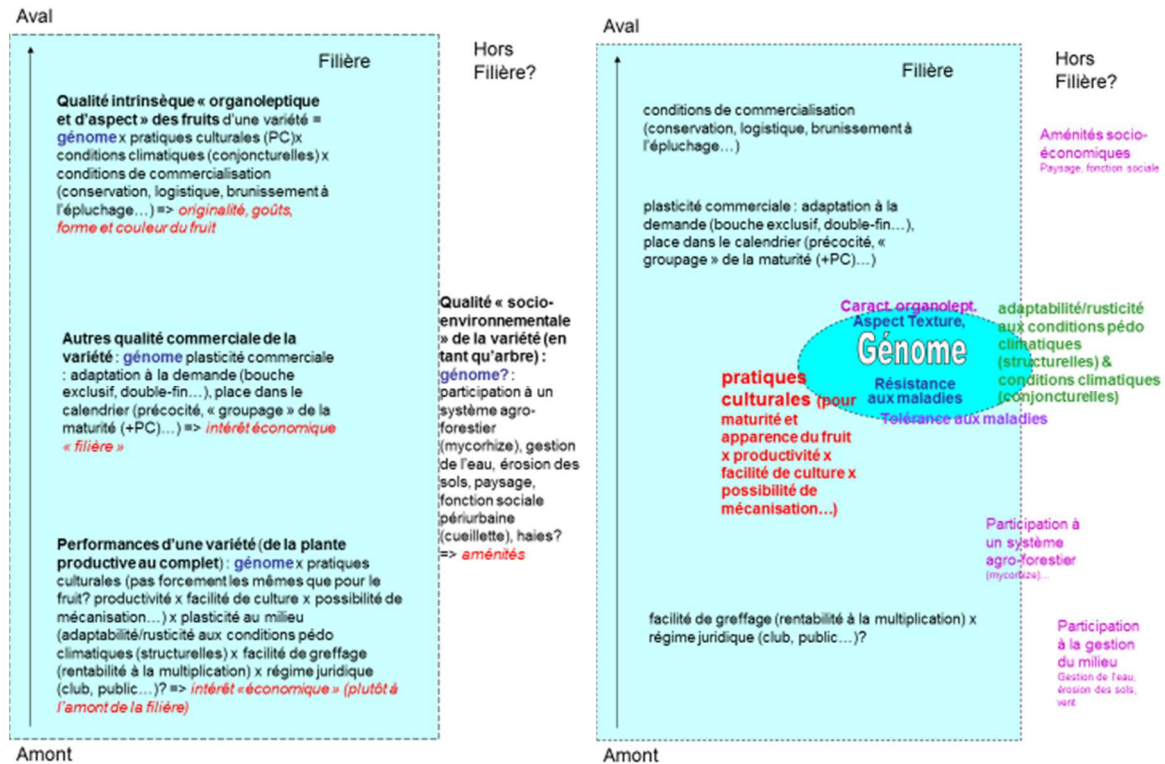 Aval
Filière
Hors
Filière?
Qualité intrinsèque « organoleptique
et d'aspect » des fruits d'une variété =
génome x pratiques culturales (PC)x
conditions climatiques (conjoncturelles) x
conditions de commercialisation
(conservation, logistique, brunissement à
l'épluchage…) => originalité, goûts,
forme et couleur du fruit
Autres qualité commerciale de la
variété : génome plasticité commerciale
: adaptation à la demande (bouche
exclusif, double-fin…), place dans le
calendrier (précocité, « groupage » de la
maturité (+PC)…) => intérêt économique
« filière »
Performances d'une variété (de la plante
productive au complet) : génome x pratiques
culturales (pas forcement les mêmes que pour le
fruit? productivité x facilité de culture x possibilité de
mécanisation…) x plasticité au milieu
(adaptabilité/rusticité aux conditions pédo
climatiques (structurelles) x facilité de greffage
(rentabilité à la multiplication) x régime juridique
(club, public…)? => intérêt «économique » (plutôt à
l'amont de la filière)
Qualité « socio-
environnementale
» de la variété (en
tant qu'arbre) :
génome? :
participation à un
système agro-
forestier
(mycorhize), gestion
de l'eau, érosion des
sols, paysage,
fonction sociale
périurbaine
(cueillette), haies?
=> aménités
Amont
Aval
Filière
Hors
Filière?
conditions de commercialisation
(conservation, logistique, brunissement à
l'épluchage…)
Aménités socio-
économiques
Paysage, fonction sociale
plasticité commerciale : adaptation à la
demande (bouche exclusif, double-fin…),
place dans le calendrier (précocité, «
groupage » de la maturité (+PC)…)
Caract. organolept.
Aspect Texture,
Génome
Résistance
aux maladies
Tolérance aux maladies
adaptabilité/rusticité
aux conditions pédo
climatiques
(structurelles) &
conditions climatiques
(conjoncturelles)
pratiques
culturales (pour
maturité et
apparence du fruit
x productivité x
facilité de culture x
possibilité de
mécanisation…)
Participation à
un système
agro-forestier
(mycorhize)…
facilité de greffage (rentabilité à la multiplication) x
régime juridique (club, public…)?
Participation
à la gestion
du milieu
Gestion de l'eau,
érosion des sols,
vent
Amont